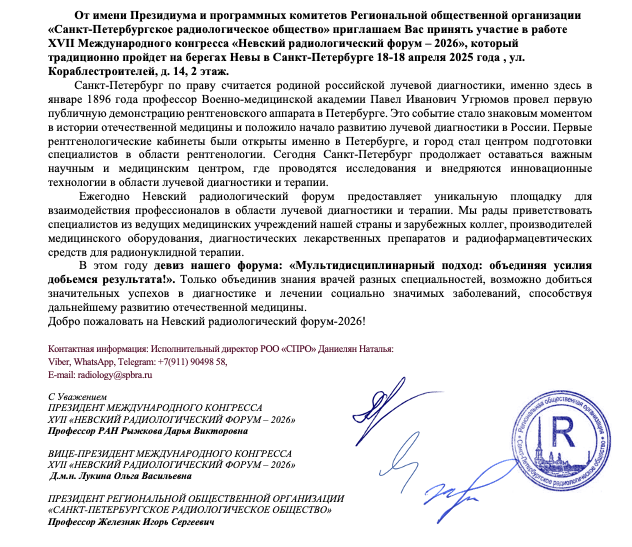 От имени Президиума и программных комитетов Региональной общественной организации
«Санкт-Петербургское радиологическое общество» приглашаем Вас принять участие в работе
XVII Международного конгресса «Невский радиологический форум – 2026», который
традиционно пройдет на берегах Невы в Санкт-Петербурге 18-18 апреля 2025 года , ул.
Кораблестроителей, д. 14, 2 этаж.
Санкт-Петербург по праву считается родиной российской лучевой диагностики, именно здесь в
январе 1896 года профессор Военно-медицинской академии Павел Иванович Угрюмов провел первую
публичную демонстрацию рентгеновского аппарата в Петербурге. Это событие стало знаковым моментом
в истории отечественной медицины и положило начало развитию лучевой диагностики в России. Первые
рентгенологические кабинеты были открыты именно в Петербурге, и город стал центром подготовки
специалистов в области рентгенологии. Сегодня Санкт-Петербург продолжает оставаться важным
научным и медицинским центром, где проводятся исследования и внедряются инновационные
технологии в области лучевой диагностики и терапии.
Ежегодно Невский радиологический форум предоставляет уникальную площадку для
взаимодействия профессионалов в области лучевой диагностики и терапии. Мы рады приветствовать
специалистов из ведущих медицинских учреждений нашей страны и зарубежных коллег, производителей
медицинского оборудования, диагностических лекарственных препаратов и радиофармацевтических
средств для радионуклидной терапии.
В этом году девиз нашего форума: «Мультидисциплинарный подход: объединяя усилия
добьемся результата!». Только объединив знания врачей разных специальностей, возможно добиться
значительных успехов в диагностике и лечении социально значимых заболеваний, способствуя
дальнейшему развитию отечественной медицины.
Добро пожаловать на Невский радиологический форум-2026!
Контактная информация: Исполнительный директор РОО «СПРО» Даниелян Наталья:
Viber, WhatsApp, Telegram: +7(911) 90498 58,
E-mail: radiology@spbra.ru
С Уважением
ПРЕЗИДЕНТ МЕЖДУНАРОДНОГО КОНГРЕССА
XVII «НЕВСКИЙ РАДИОЛОГИЧЕСКИЙ ФОРУМ – 2026»
Профессор РАН Рыжкова Дарья Викторовна
ВИЦЕ-ПРЕЗИДЕНТ МЕЖДУНАРОДНОГО КОНГРЕССА
XVII «НЕВСКИЙ РАДИОЛОГИЧЕСКИЙ ФОРУМ – 2026»
Д.м.н. Лукина Ольга Васильевна
ПРЕЗИДЕНТ РЕГИОНАЛЬНОЙ ОБЩЕСТВЕННОЙ ОРГАНИЗАЦИИ
«САНКТ-ПЕТЕРБУРГСКОЕ РАДИОЛОГИЧЕСКОЕ ОБЩЕСТВО»
Профессор Железняк Игорь Сергеевич
Региональная общественная организация
«Санкт-Петербургское радиологическое общество»
R